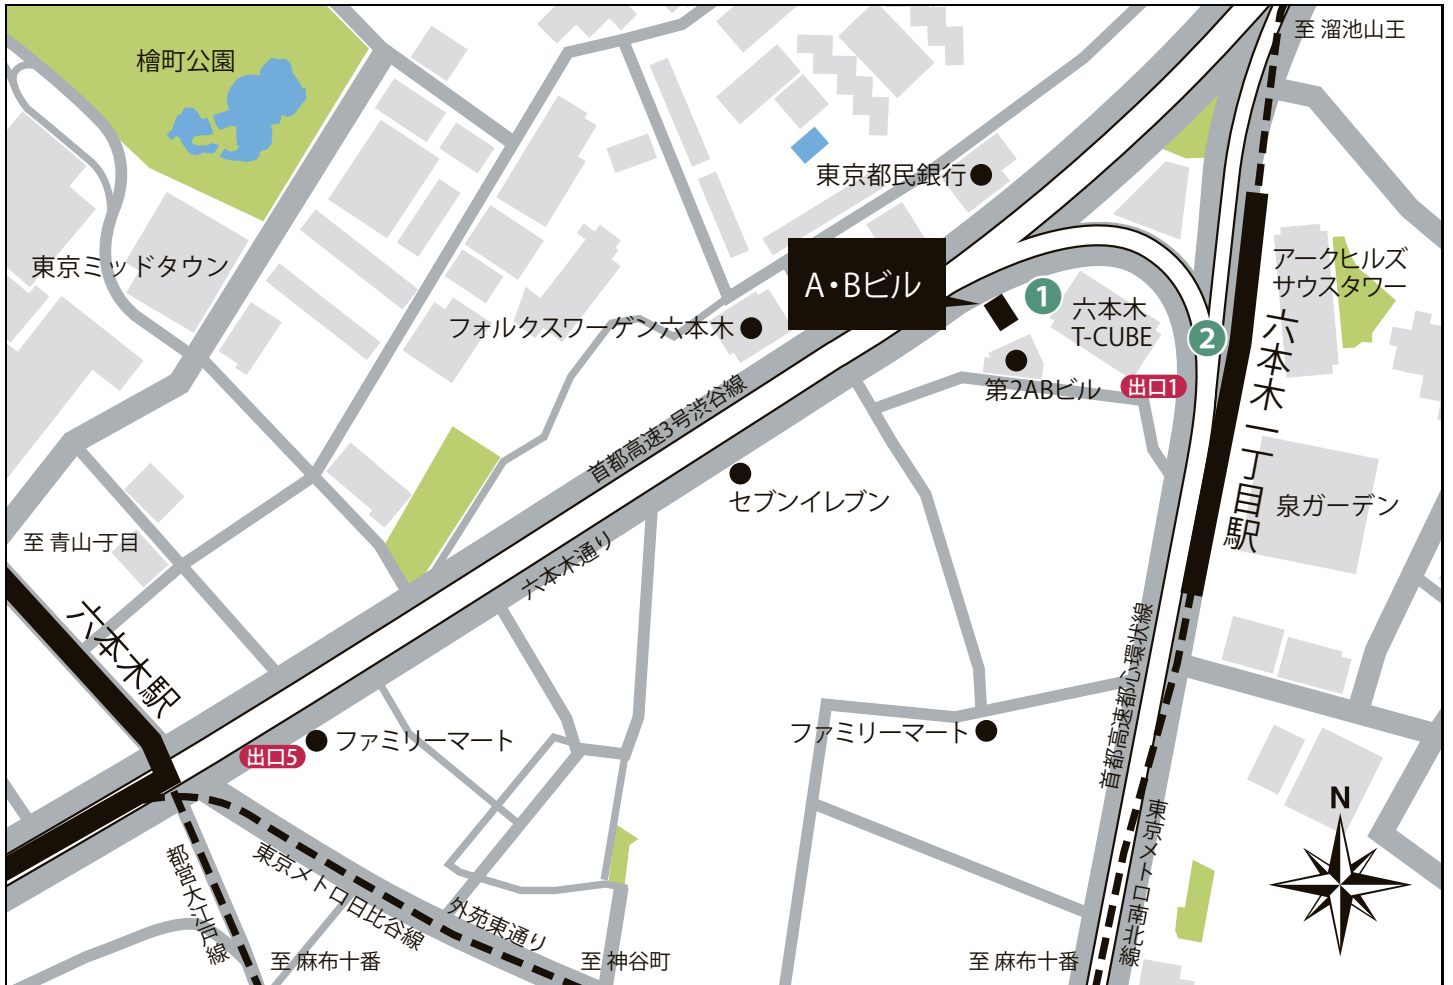 至 溜池山王
檜町公園
東京都民銀行
東京ミッドタウン
A・Bビル
1
六本木
T-CUBE
アークヒルズ
サウスタワー
フォルクスワーゲン六本木
2
第2ABビル
出口1
六本木一丁目駅
首都高速3号渋谷線
セブンイレブン
泉ガーデン
至 青山一丁目
六本木通り
六本木駅
首都高速都心環状線
出口5
ファミリーマート
ファミリーマート
N
都営大江戸線
東京メトロ日比谷線
外苑東通り
東京メトロ南北線
至 麻布十番
至 神谷町
至 麻布十番